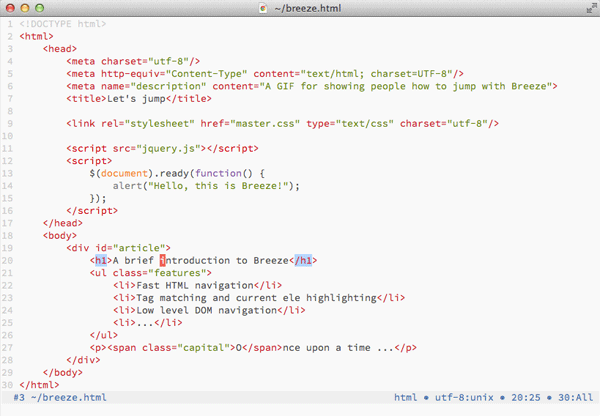 ~/breeze.html
1 <!DOCTYPE html>
2 <html>
3     <head>
4         <meta charset="utf-8"/>
5         <meta http-equiv="Content-Type" content="text/html; charset=UTF-8"/>
6         <meta name="description" content="A GIF for showing people how to jump with Breeze">
7         <title>Let's jump</title>
8
9         <link rel="stylesheet" href="master.css" type="text/css" charset="utf-8"/>
10
11         <script src="jquery.js"></script>
12         <script>
13             $(document).ready(function() {
14                 alert("Hello, this is Breeze!");
15             });
16         </script>
17     </head>
18     <body>
19         <div id="article">
20             <h1>A brief introduction to Breeze</h1>
21             <ul class="features">
22                 <li>Fast HTML navigation</li>
23                 <li>Tag matching and current ele highlighting</li>
24                 <li>Low level DOM navigation</li>
25                 <li>...</li>
26             </ul>
27             <p><span class="capital">O</span>nce upon a time ...</p>
28         </div>
29     </body>
30 </html>
#3 ~/breeze.html html • utf-8:unix • 20:25 • 30:All